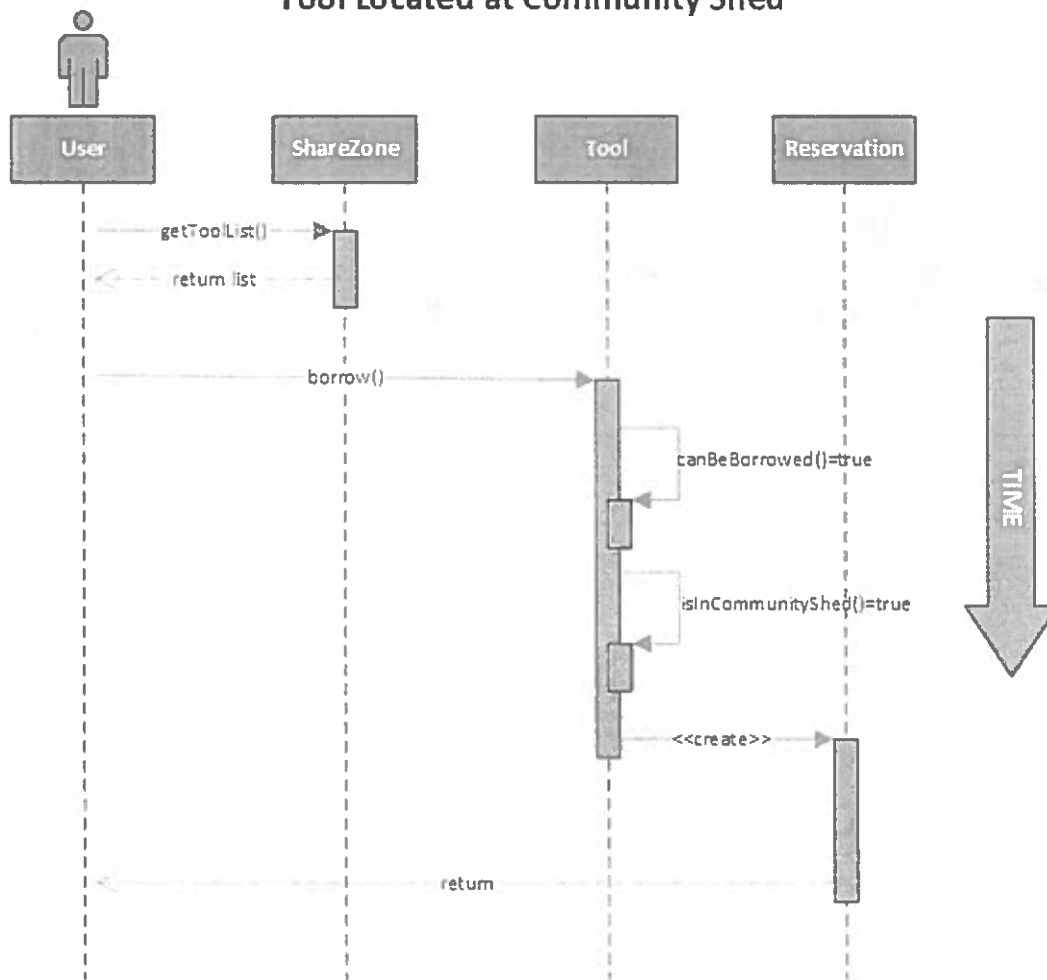 Tool Located at Community Shed
User
ShareZone
Tool
Reservation
getToolList()
return list
borrow()
canBeBorrowed()=true
isInCommunityShed()=true
TIME
<<create>>
return